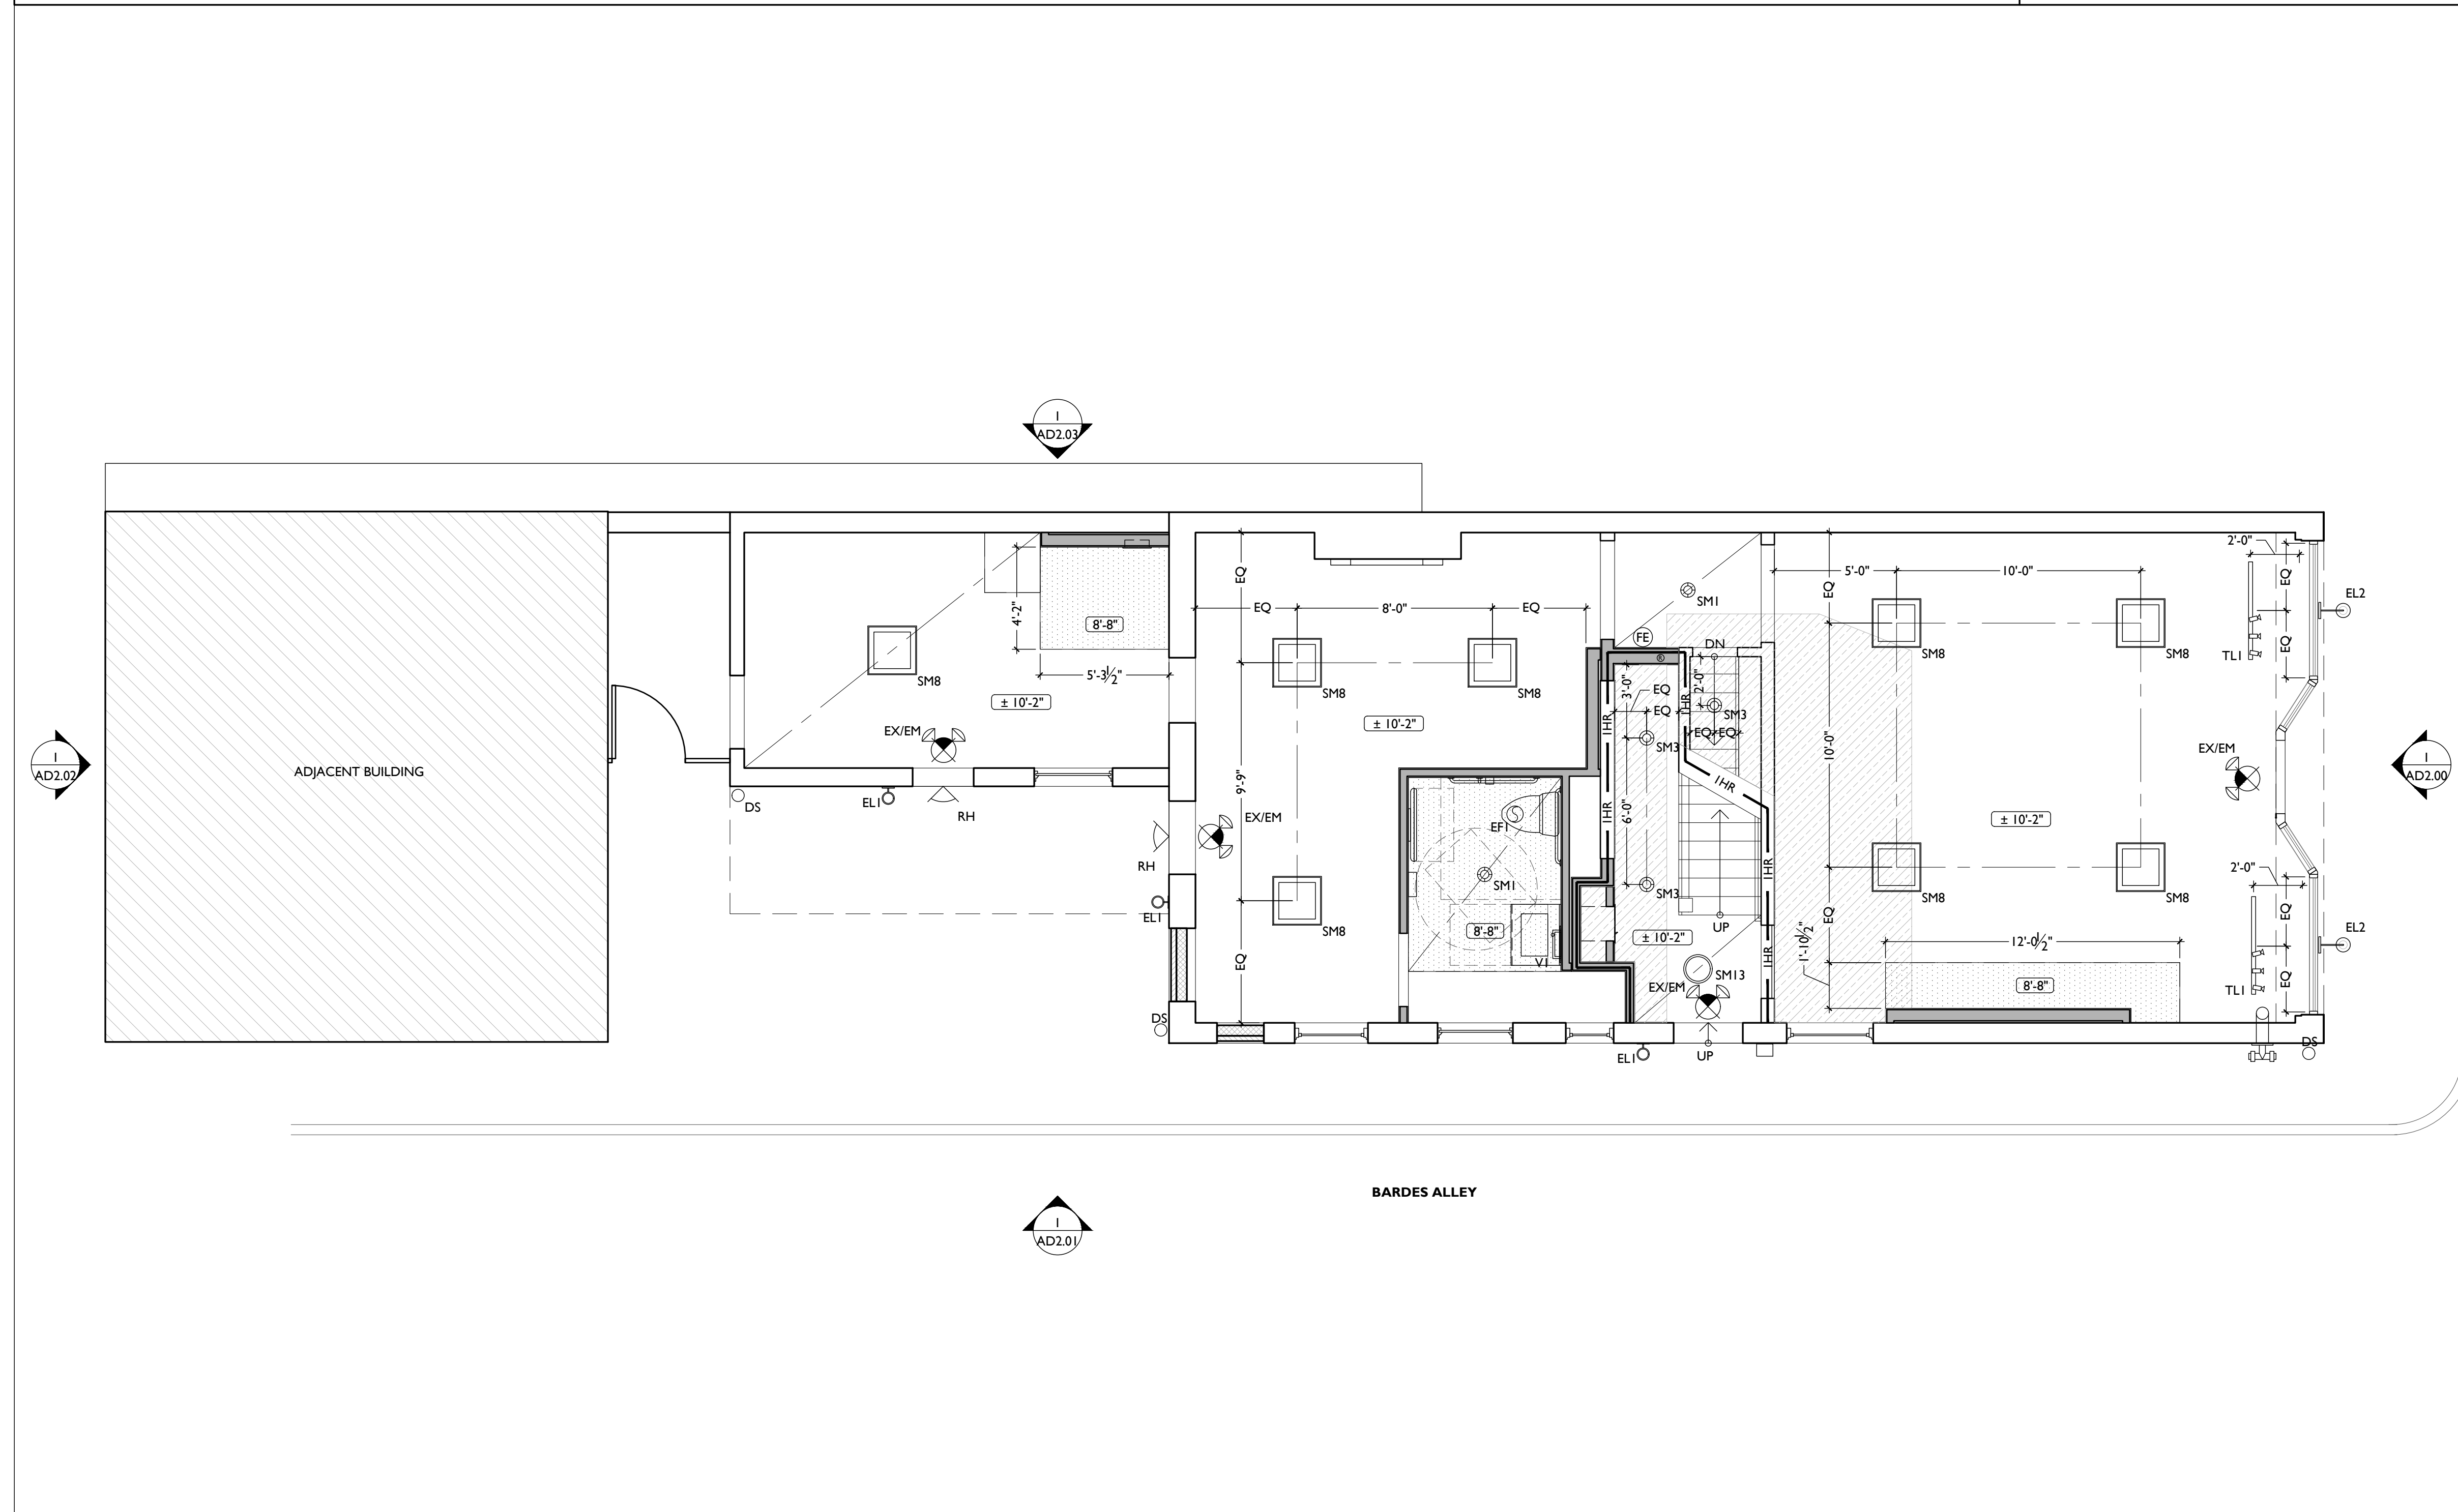 1
AD2.03
2'-0"
EQ
5'-0"
10'-0"
EQ
EQ
EL2
SM1
EQ
8'-0"
EQ
4'-2"
8'-8"
FE
DN
EQ
SM8
SM8
TL1
SM8
5'-3 1/2"
SM8
SM8
3'-0"
EQ
1HR
2'-0"
± 10'-2"
EQ
SM3
± 10'-2"
1HR
EX/EM
EQ
EQ
SM3
10'-0"
EX/EM
1
AD2.02
ADJACENT BUILDING
1
AD2.00
9'-9"
1HR
DS
EL1
RH
EX/EM
EF1
1HR
6'-0"
± 10'-2"
RH
SM1
1HR
2'-0"
SM3
SM8
SM8
EL1
SM8
8'-8"
± 10'-2"
UP
EQ
EQ
EL2
12'-0 1/2"
1'-10 1/2"
EQ
V1
1HR
SM13
EX/EM
8'-8"
TL1
EQ
DS
EL1
UP
DS
BARDES ALLEY
1
AD2.01